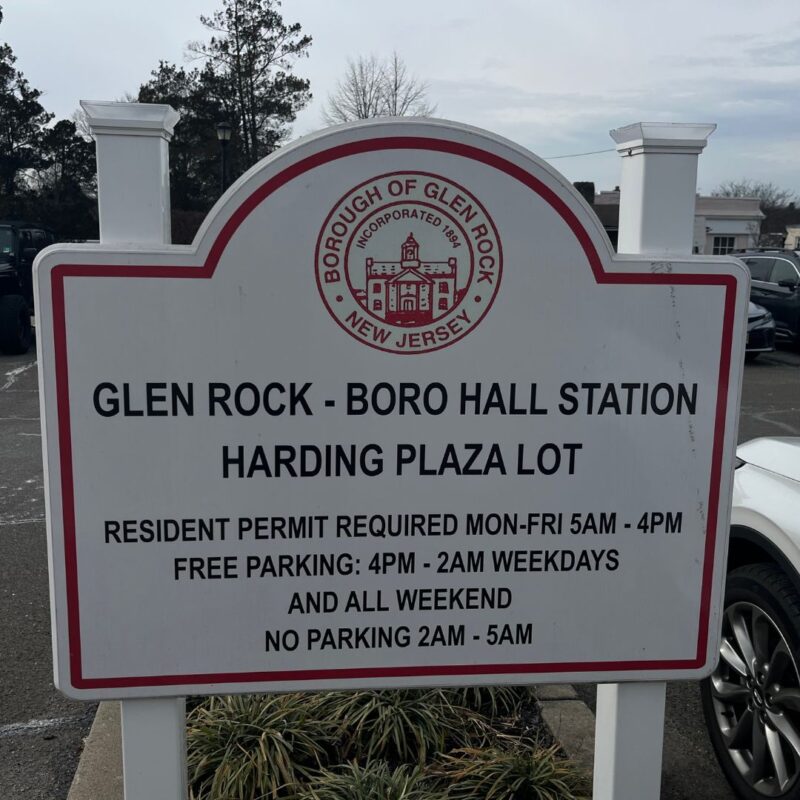 BOROUGH OF GLEN ROCK
INCORPORATED 1894
NEW JERSEY
GLEN ROCK - BORO HALL STATION
HARDING PLAZA LOT
RESIDENT PERMIT REQUIRED MON-FRI 5AM - 4PM
FREE PARKING: 4PM - 2AM WEEKDAYS
AND ALL WEEKEND
NO PARKING 2AM - 5AM